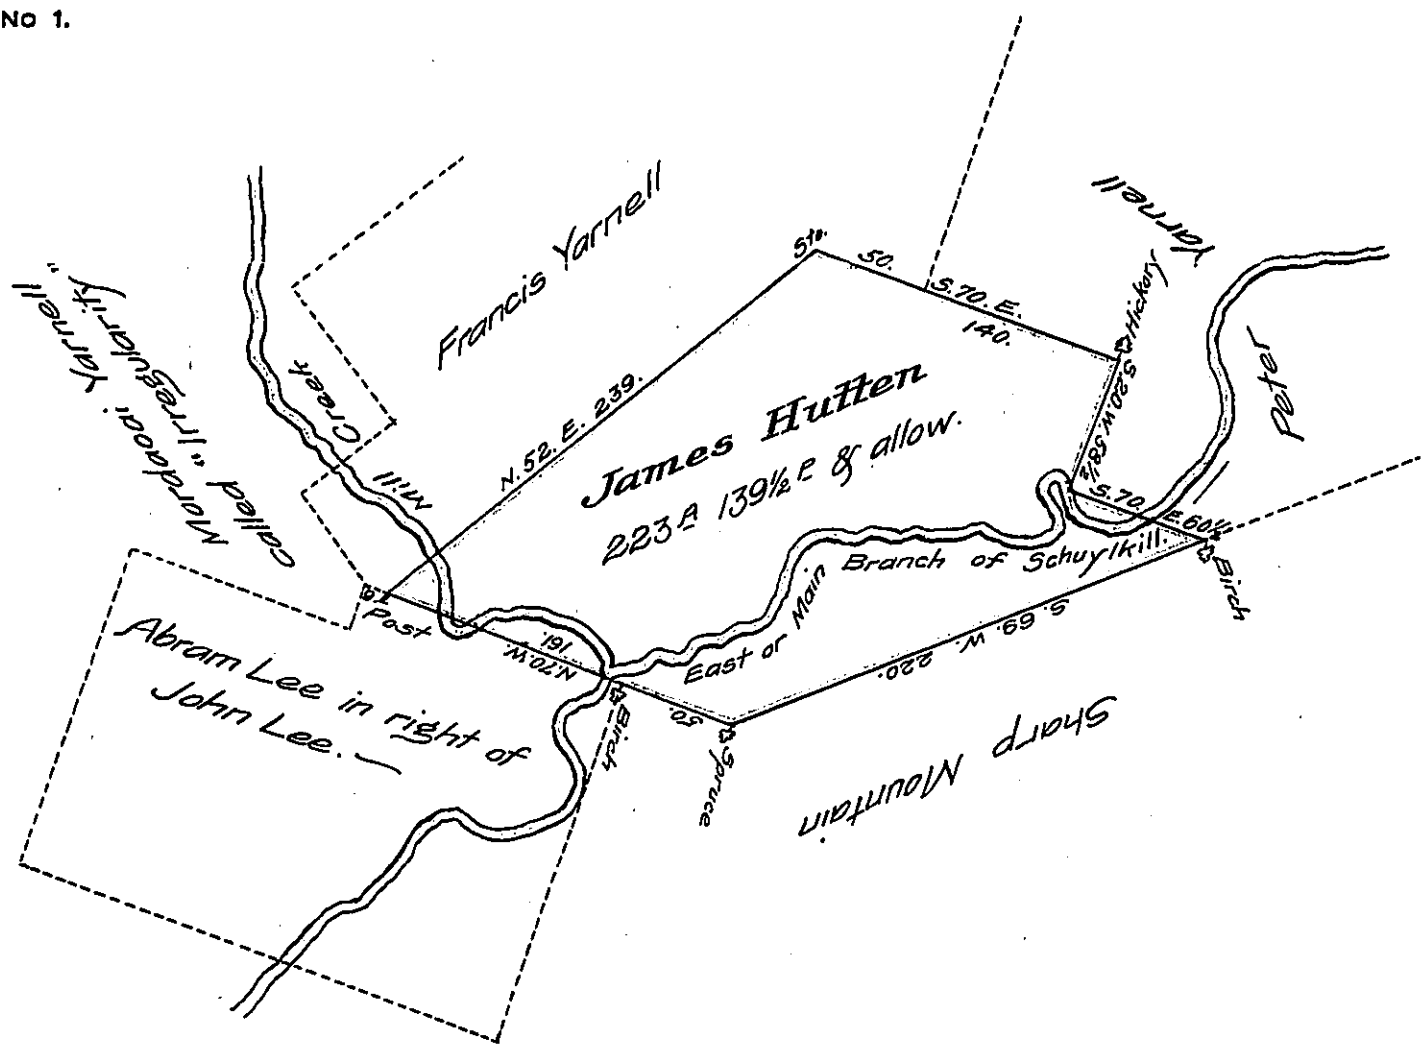 No 1.
Francis Yarnell
Peter
Yarnell
Mordacai Yarnell
called "Irregularity"
Mill
Creek
Sto.
50.
S. 70. E.
140.
Hickory
S. 20. W. 58½
S. 70. E. 60½
Birch
N. 52. E. 239.
James Hutten
223 A 139½ P. & allow.
East or Main Branch of Schuylkill.
S. 69. W.
220.
Post
N. 70. W.
161.
50.
Birch
Spruce
Abram Lee in right of
John Lee.
Sharp Mountain